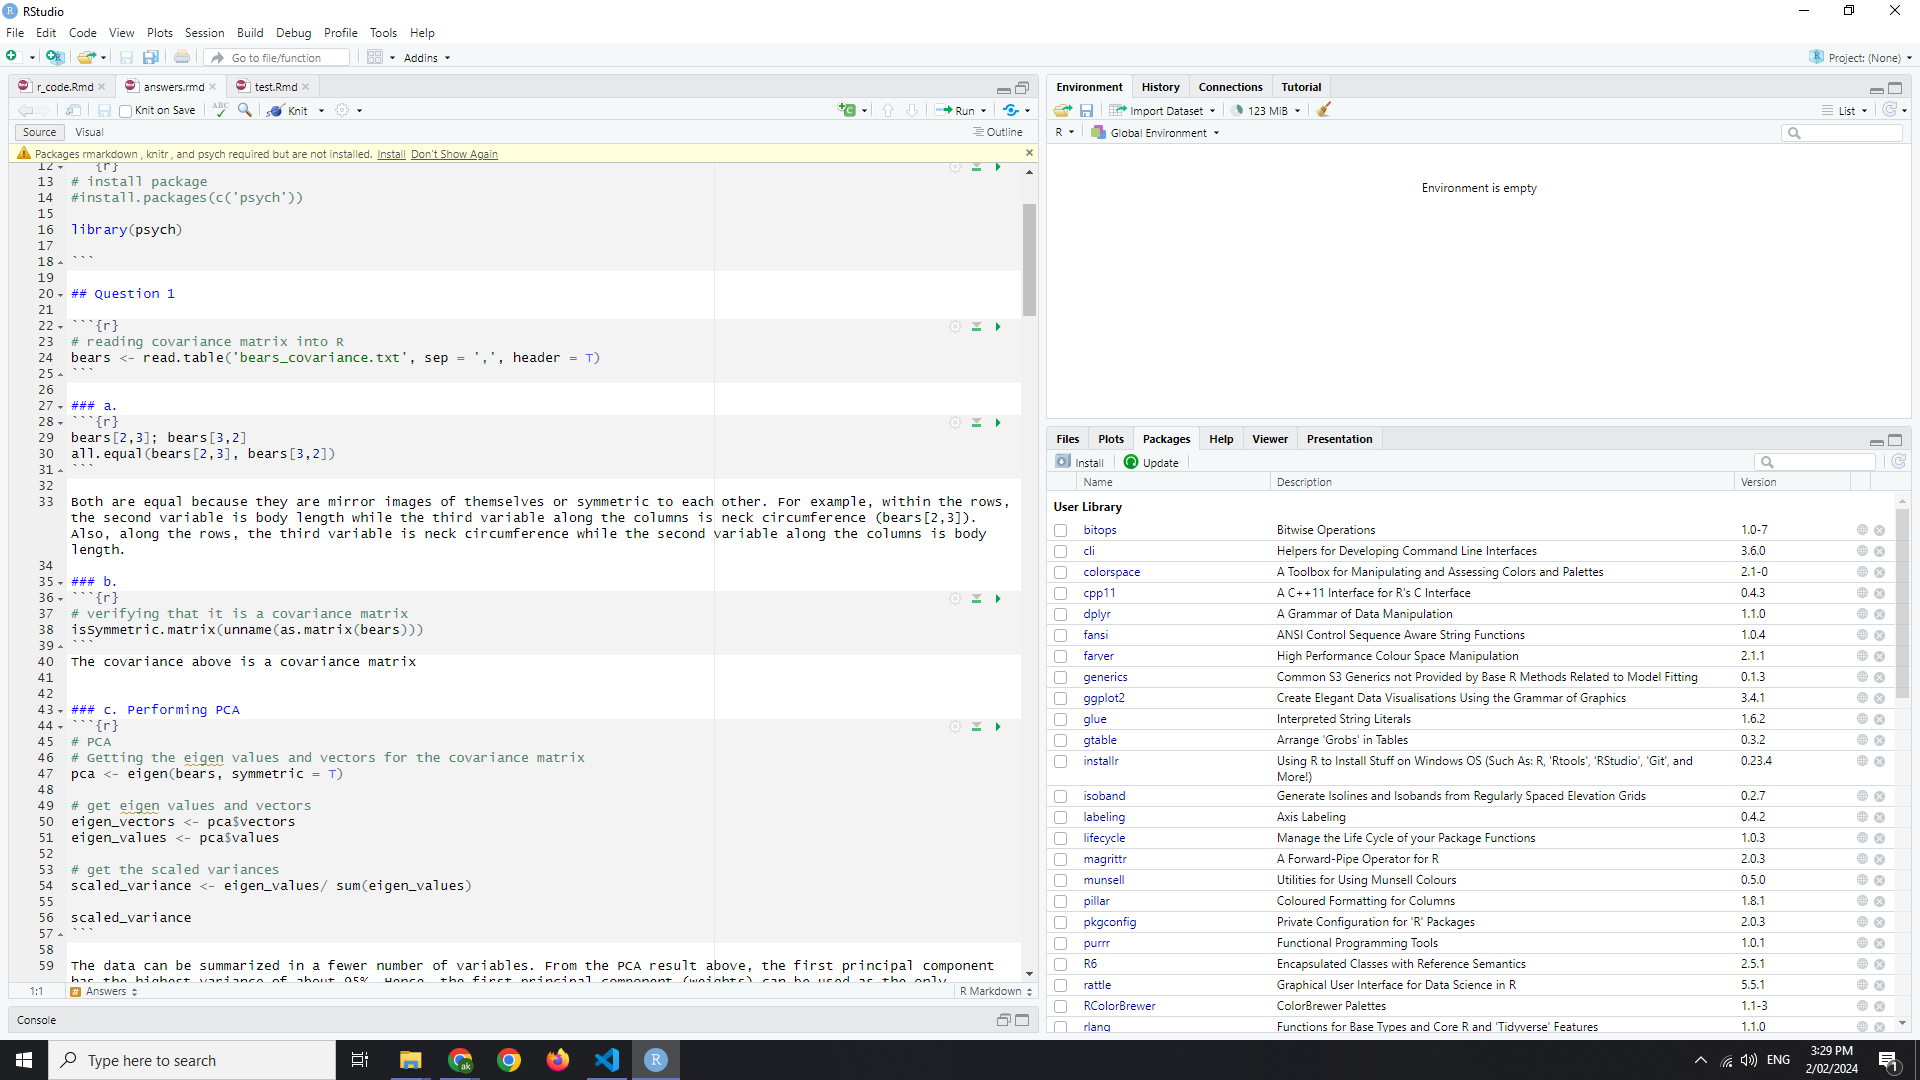 RStudio
File Edit Code View Plots Session Build Debug Profile Tools Help
Go to file/function Addins Project: (None)
r_code.Rmd answers.rmd test.Rmd
Knit on Save ABC Knit Run
Source Visual Outline
Packages rmarkdown , knitr , and psych required but are not installed. Install Don't Show Again
12 ```{r}
13 # install package
14 #install.packages(c('psych'))
15
16 library(psych)
17
18 ```
19
20 ## Question 1
21
22 ```{r}
23 # reading covariance matrix into R
24 bears <- read.table('bears_covariance.txt', sep = ',', header = T)
25 ```
26
27 ### a.
28 ```{r}
29 bears[2,3]; bears[3,2]
30 all.equal(bears[2,3], bears[3,2])
31 ```
32
33 Both are equal because they are mirror images of themselves or symmetric to each other. For example, within the rows,
the second variable is body length while the third variable along the columns is neck circumference (bears[2,3]).
Also, along the rows, the third variable is neck circumference while the second variable along the columns is body
length.
34
35 ### b.
36 ```{r}
37 # verifying that it is a covariance matrix
38 isSymmetric.matrix(unname(as.matrix(bears)))
39 ```
40 The covariance above is a covariance matrix
41
42
43 ### c. Performing PCA
44 ```{r}
45 # PCA
46 # Getting the eigen values and vectors for the covariance matrix
47 pca <- eigen(bears, symmetric = T)
48
49 # get eigen values and vectors
50 eigen_vectors <- pca$vectors
51 eigen_values <- pca$values
52
53 # get the scaled variances
54 scaled_variance <- eigen_values/ sum(eigen_values)
55
56 scaled_variance
57 ```
58
59 The data can be summarized in a fewer number of variables. From the PCA result above, the first principal component
has the highest variance of about 95%. Hence, the first principal component (weights) can be used as the only
1:1 # Answers R Markdown
Console
Environment History Connections Tutorial
Import Dataset 123 MiB List
R Global Environment
Environment is empty
Files Plots Packages Help Viewer Presentation
Install Update
Name Description Version
User Library
bitops Bitwise Operations 1.0-7
cli Helpers for Developing Command Line Interfaces 3.6.0
colorspace A Toolbox for Manipulating and Assessing Colors and Palettes 2.1-0
cpp11 A C++11 Interface for R's C Interface 0.4.3
dplyr A Grammar of Data Manipulation 1.1.0
fansi ANSI Control Sequence Aware String Functions 1.0.4
farver High Performance Colour Space Manipulation 2.1.1
generics Common S3 Generics not Provided by Base R Methods Related to Model Fitting 0.1.3
ggplot2 Create Elegant Data Visualisations Using the Grammar of Graphics 3.4.1
glue Interpreted String Literals 1.6.2
gtable Arrange 'Grobs' in Tables 0.3.2
installr Using R to Install Stuff on Windows OS (Such As: R, 'Rtools', 'RStudio', 'Git', and 0.23.4
More!)
isoband Generate Isolines and Isobands from Regularly Spaced Elevation Grids 0.2.7
labeling Axis Labeling 0.4.2
lifecycle Manage the Life Cycle of your Package Functions 1.0.3
magrittr A Forward-Pipe Operator for R 2.0.3
munsell Utilities for Using Munsell Colours 0.5.0
pillar Coloured Formatting for Columns 1.8.1
pkgconfig Private Configuration for 'R' Packages 2.0.3
purrr Functional Programming Tools 1.0.1
R6 Encapsulated Classes with Reference Semantics 2.5.1
rattle Graphical User Interface for Data Science in R 5.5.1
RColorBrewer ColorBrewer Palettes 1.1-3
rlang Functions for Base Types and Core R and 'Tidyverse' Features 1.1.0
Type here to search ak R ENG 3:29 PM
2/02/2024 1